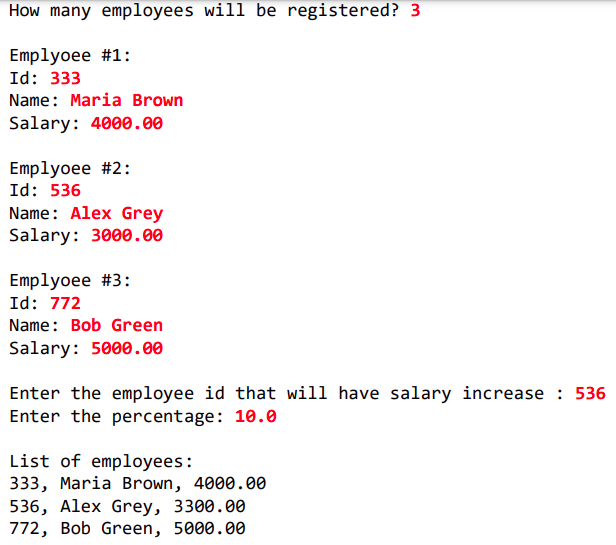 How many employees will be registered? 3
Emplyoee #1:
Id: 333
Name: Maria Brown
Salary: 4000.00
Emplyoee #2:
Id: 536
Name: Alex Grey
Salary: 3000.00
Emplyoee #3:
Id: 772
Name: Bob Green
Salary: 5000.00
Enter the employee id that will have salary increase : 536
Enter the percentage: 10.0
List of employees:
333, Maria Brown, 4000.00
536, Alex Grey, 3300.00
772, Bob Green, 5000.00